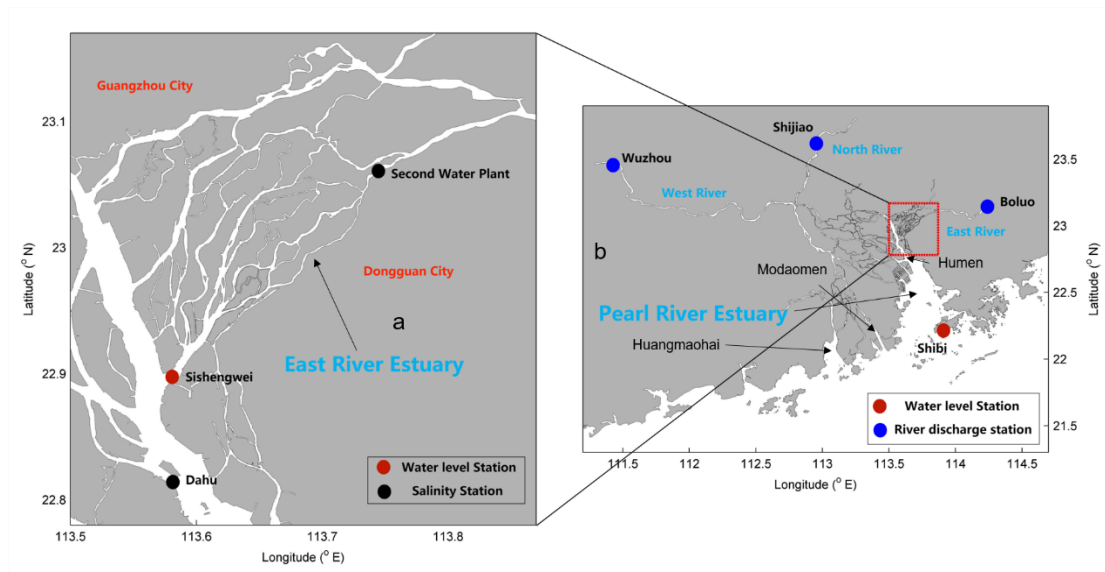 Guangzhou City
Second Water Plant
Dongguan City
a
East River Estuary
Sishengwei
Dahu
Water level Station
Salinity Station
23.1
23
22.9
22.8
Latitude (° N)
113.5
113.6
113.7
113.8
Longitude (° E)
Shijiao
North River
Wuzhou
West River
Boluo
East River
b
Humen
Modaomen
Pearl River Estuary
Shibi
Huangmaohai
Water level Station
River discharge station
23.5
23
22.5
22
21.5
Latitude (° N)
111.5
112
112.5
113
113.5
114
114.5
Longitude (° E)